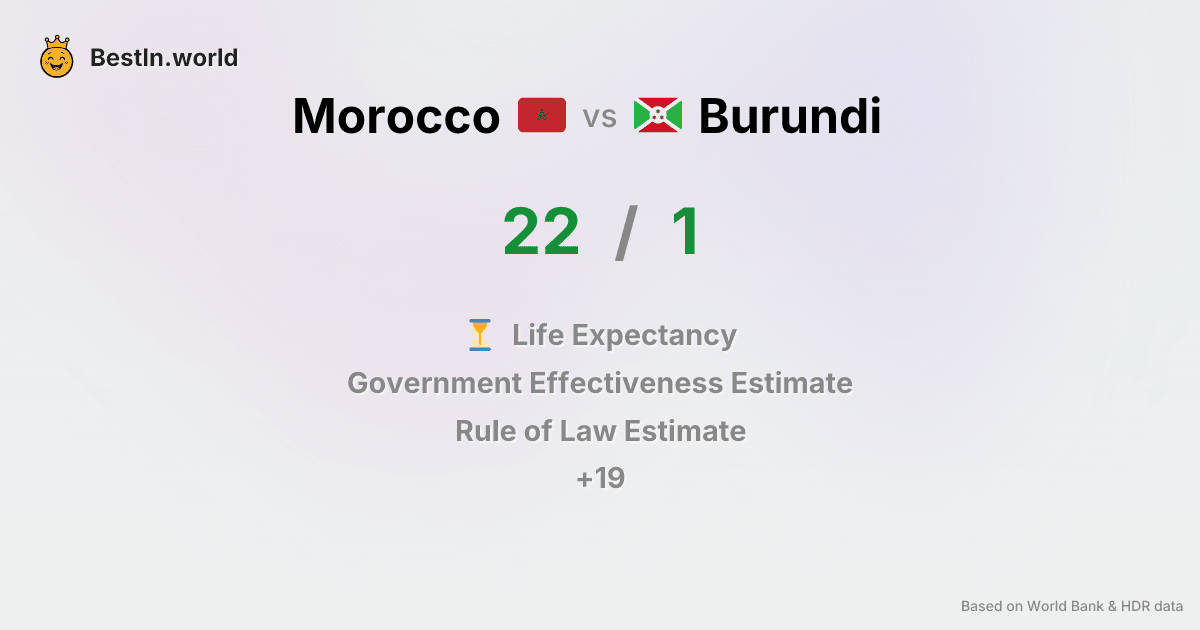 BestIn.world
Morocco vs Burundi
22 / 1
Life Expectancy
Government Effectiveness Estimate
Rule of Law Estimate
+19
Based on World Bank & HDR data